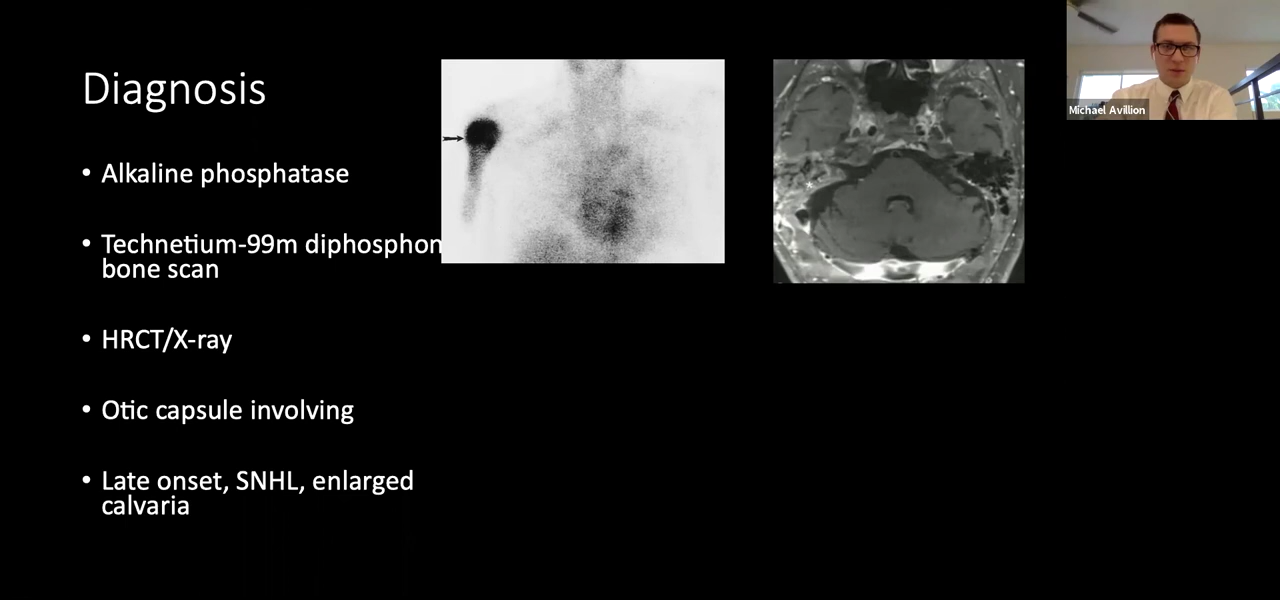 Diagnosis
• Alkaline phosphatase
• Technetium-99m diphosphon
bone scan
• HRCT/X-ray
• Otic capsule involving
• Late onset, SNHL, enlarged
calvaria
Michael Avillion